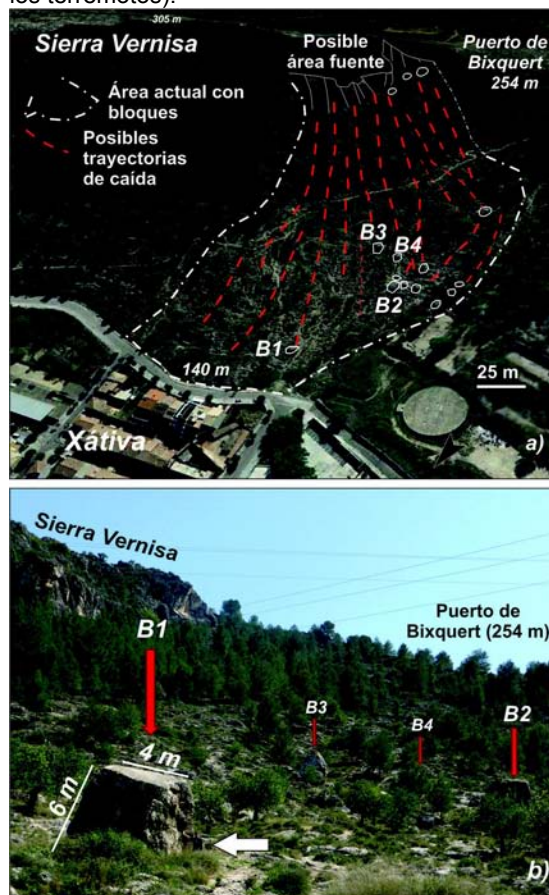 los terremotos).
305 m
Sierra Vernisa
Posible
área fuente
Puerto de
Bixquert
254 m
Área actual con
bloques
Posibles
trayectorias
de caída
B3
B4
B2
B1
140 m
25 m
Xátiva
a)
Sierra Vernisa
Puerto de
Bixquert (254 m)
B1
B3
B4
B2
4 m
6 m
b)